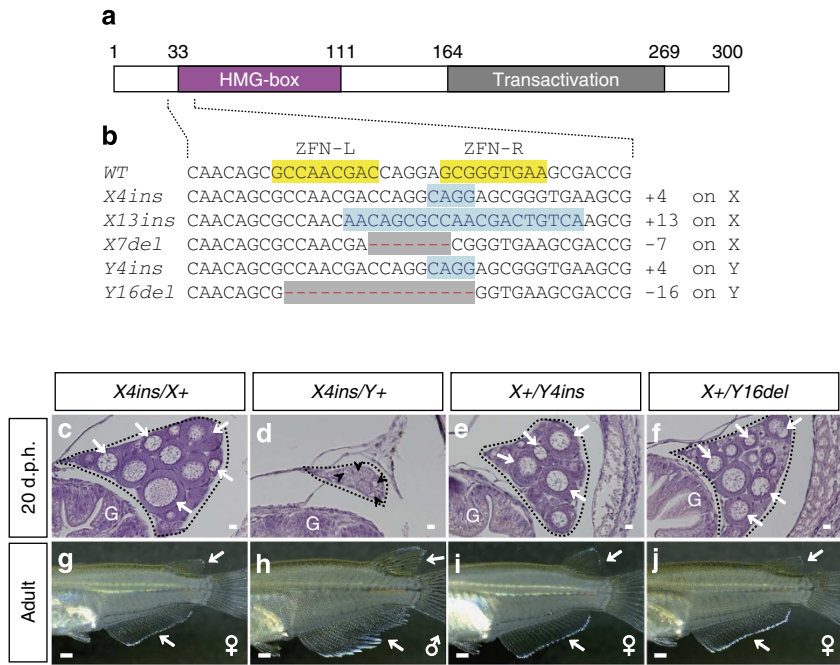 a
1 33 111 164 269 300
HMG-box Transactivation
b
ZFN-L ZFN-R
WT CAACAGCGCCAACGACCAGGAGCGGGTGAAGCGACCG
X4ins CAACAGCGCCAACGACCAGGCAGGAGCGGGTGAAGCG +4 on X
X13ins CAACAGCGCCAACAACAGCGCCAACGACTGTCAAGCG +13 on X
X7del CAACAGCGCCAACGA-------CGGGTGAAGCGACCG -7 on X
Y4ins CAACAGCGCCAACGACCAGGCAGGAGCGGGTGAAGCG +4 on Y
Y16del CAACAGCG----------------GGTGAAGCGACCG -16 on Y
X4ins/X+ X4ins/Y+ X+/Y4ins X+/Y16del
20 d.p.h.
c d e f
G G G G
Adult
g h i j
♀ ♂ ♀ ♀